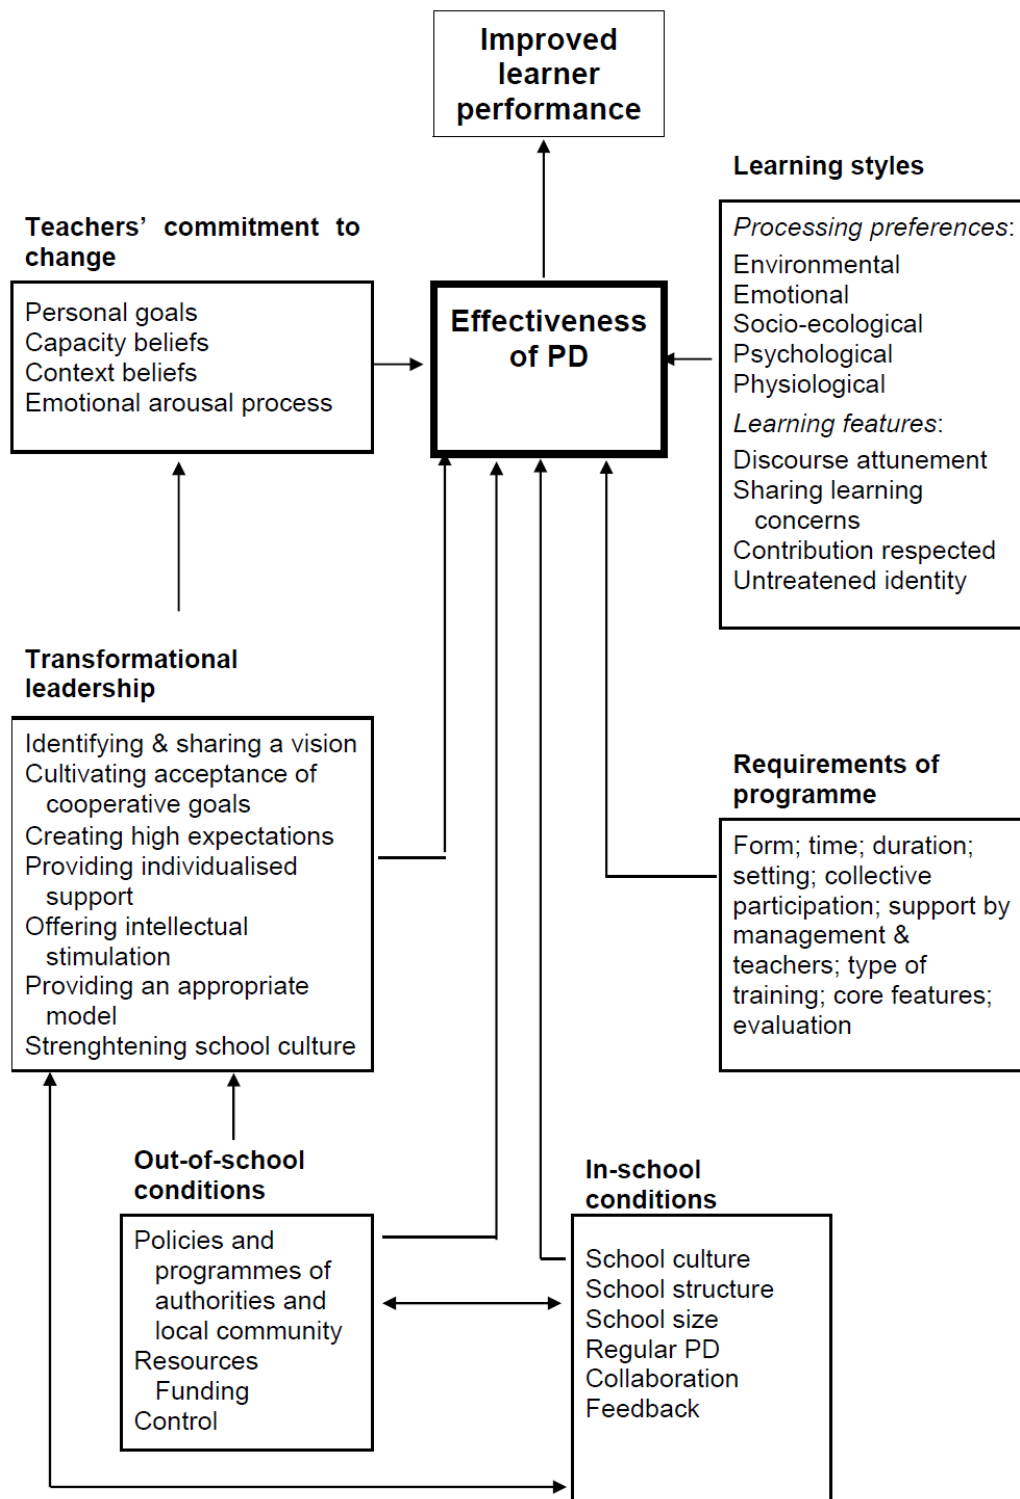 Improved
learner
performance
Learning styles
Processing preferences:
Environmental
Emotional
Socio-ecological
Psychological
Physiological
Learning features:
Discourse attunement
Sharing learning
concerns
Contribution respected
Untreatened identity
Teachers’ commitment to
change
Personal goals
Capacity beliefs
Context beliefs
Emotional arousal process
Effectiveness
of PD
Transformational
leadership
Identifying & sharing a vision
Cultivating acceptance of
cooperative goals
Creating high expectations
Providing individualised
support
Offering intellectual
stimulation
Providing an appropriate
model
Strenghtening school culture
Requirements of
programme
Form; time; duration;
setting; collective
participation; support by
management &
teachers; type of
training; core features;
evaluation
Out-of-school
conditions
Policies and
programmes of
authorities and
local community
Resources
Funding
Control
In-school
conditions
School culture
School structure
School size
Regular PD
Collaboration
Feedback